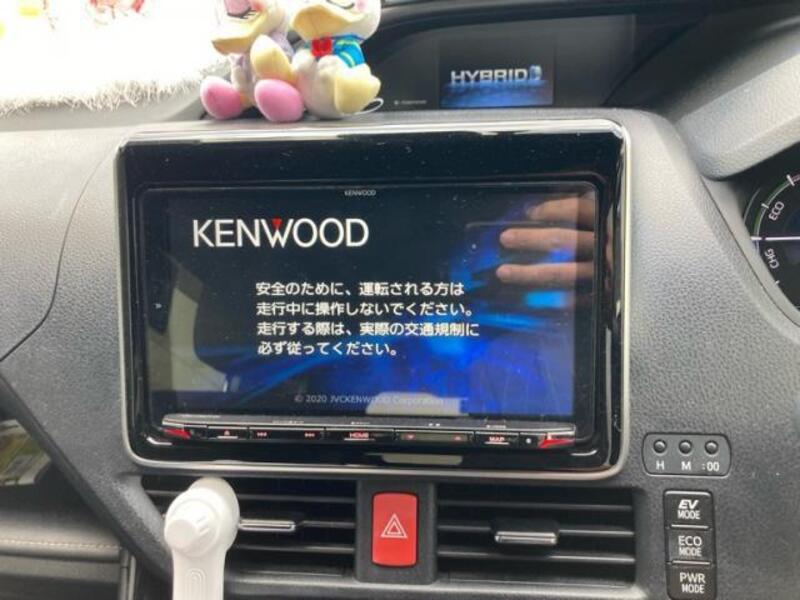 HYBRID
KENWOOD
KENWOOD
安全のために、運転される方は
走行中に操作しないでください。
走行する際は、実際の交通規制に
必ず従ってください。
© 2020 JVCKENWOOD Corporation
HOME
MAP
ECO
CHG
H M :00
EV
MODE
ECO
MODE
PWR
MODE